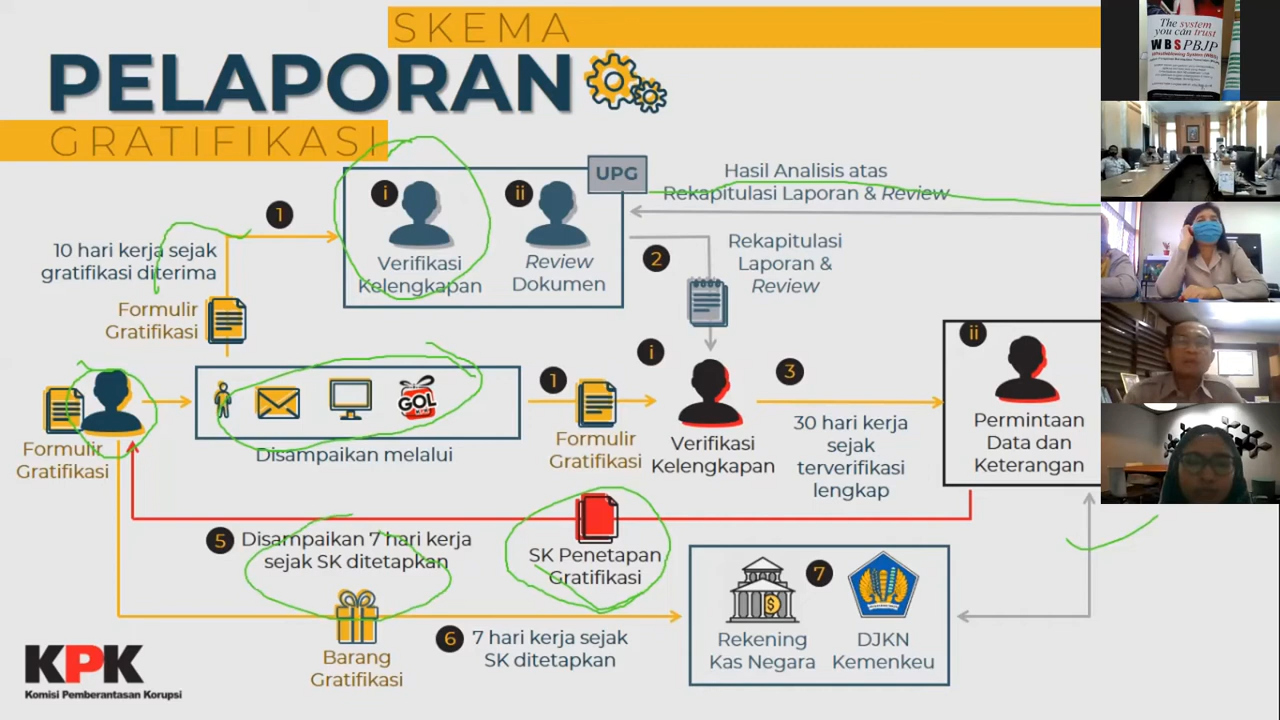 SKEMA
PELAPORAN
GRATIFIKASI
UPG
i
ii
Verifikasi
Kelengkapan
Review
Dokumen
Hasil Analisis atas
Rekapitulasi Laporan & Review
1
10 hari kerja sejak
gratifikasi diterima
Formulir
Gratifikasi
2
Rekapitulasi
Laporan &
Review
Formulir
Gratifikasi
GOL
KPK
Disampaikan melalui
1
Formulir
Gratifikasi
i
Verifikasi
Kelengkapan
3
30 hari kerja
sejak
terverifikasi
lengkap
ii
Permintaan
Data dan
Keterangan
5
Disampaikan 7 hari kerja
sejak SK ditetapkan
SK Penetapan
Gratifikasi
Barang
Gratifikasi
6
7 hari kerja sejak
SK ditetapkan
7
Rekening
Kas Negara
DJKN
Kemenkeu
KPK
Komisi Pemberantasan Korupsi
The system
you can trust
WBSPBJP